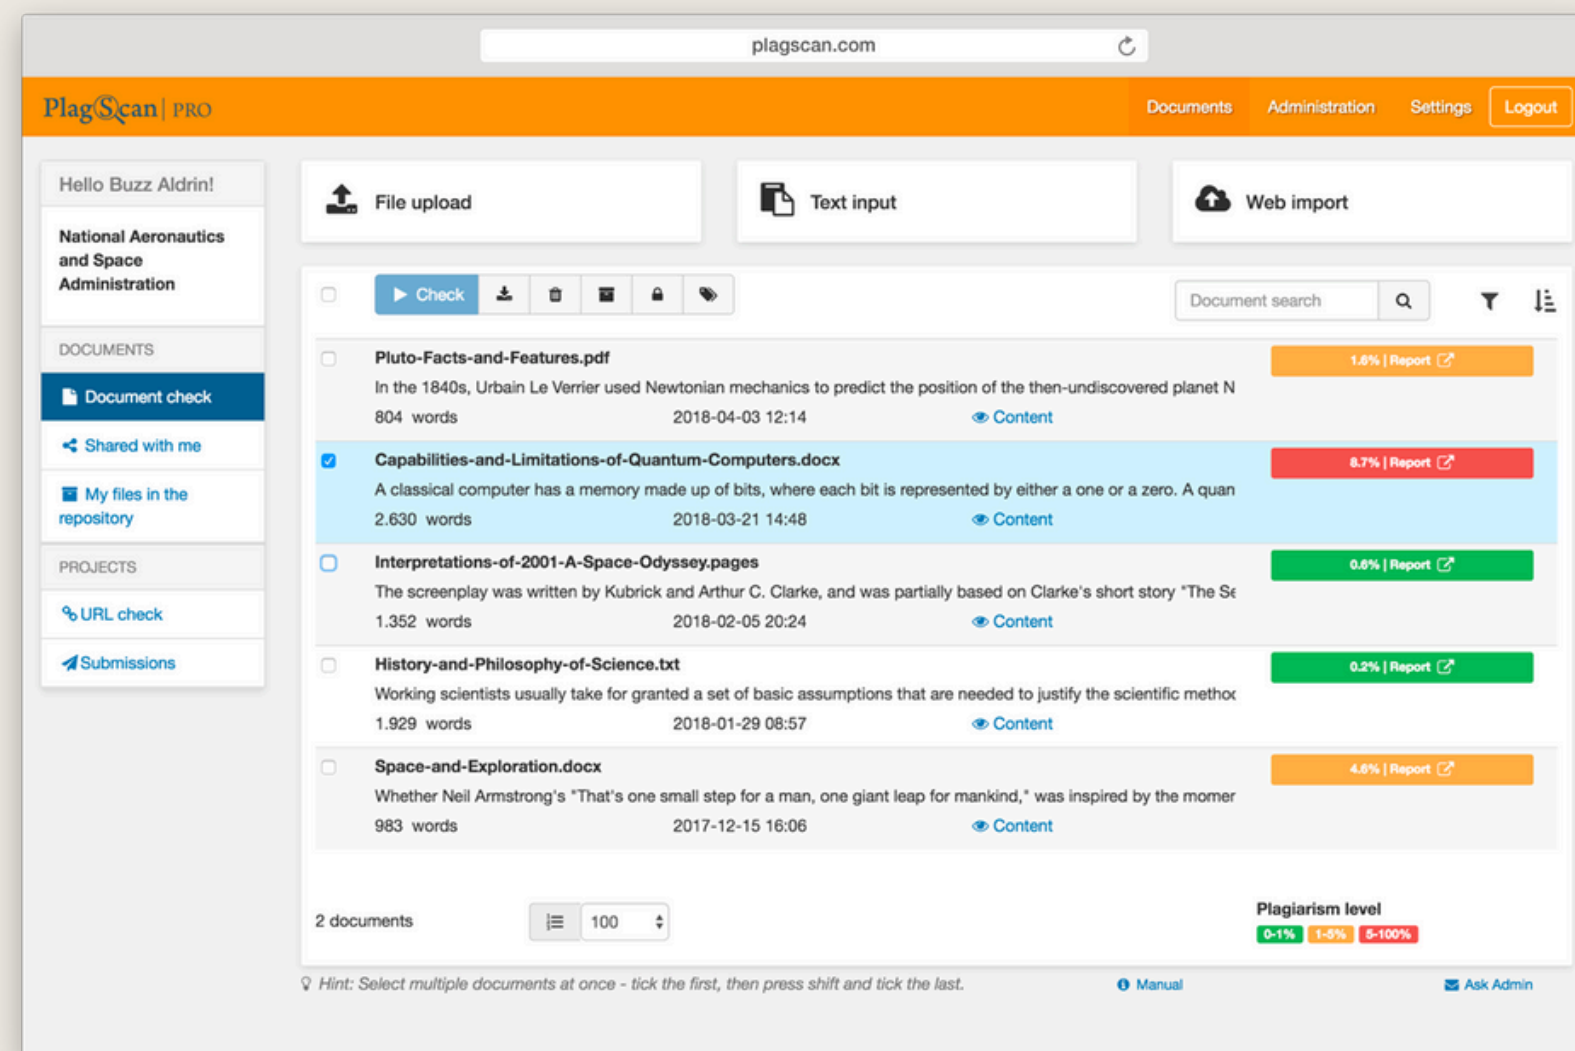 plagscan.com
PlagScan | PRO
Documents Administration Settings Logout
Hello Buzz Aldrin!
National Aeronautics
and Space
Administration
DOCUMENTS
Document check
Shared with me
My files in the
repository
PROJECTS
URL check
Submissions
File upload
Text input
Web import
Check
Document search
Pluto-Facts-and-Features.pdf
1.6% | Report
In the 1840s, Urbain Le Verrier used Newtonian mechanics to predict the position of the then-undiscovered planet N
804 words 2018-04-03 12:14 Content
Capabilities-and-Limitations-of-Quantum-Computers.docx
8.7% | Report
A classical computer has a memory made up of bits, where each bit is represented by either a one or a zero. A quan
2.630 words 2018-03-21 14:48 Content
Interpretations-of-2001-A-Space-Odyssey.pages
0.6% | Report
The screenplay was written by Kubrick and Arthur C. Clarke, and was partially based on Clarke's short story "The Se
1.352 words 2018-02-05 20:24 Content
History-and-Philosophy-of-Science.txt
0.2% | Report
Working scientists usually take for granted a set of basic assumptions that are needed to justify the scientific method
1.929 words 2018-01-29 08:57 Content
Space-and-Exploration.docx
4.6% | Report
Whether Neil Armstrong's "That's one small step for a man, one giant leap for mankind," was inspired by the momer
983 words 2017-12-15 16:06 Content
2 documents 100
Plagiarism level
0-1% 1-5% 5-100%
Hint: Select multiple documents at once - tick the first, then press shift and tick the last.
Manual
Ask Admin